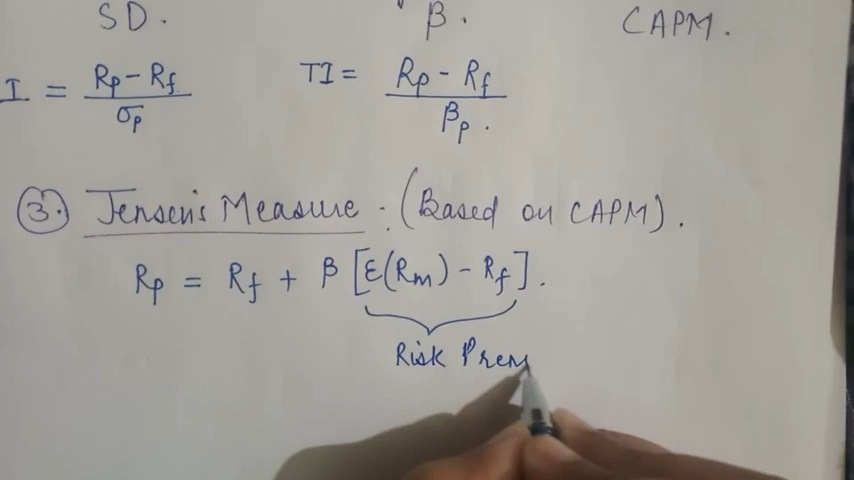 SD. β. CAPM.
I = Rp - Rf / σp TI = Rp - Rf / βp.
3. Jensen's Measure : (Based on CAPM).
Rp = Rf + β [E(Rm) - Rf].
Risk Prem